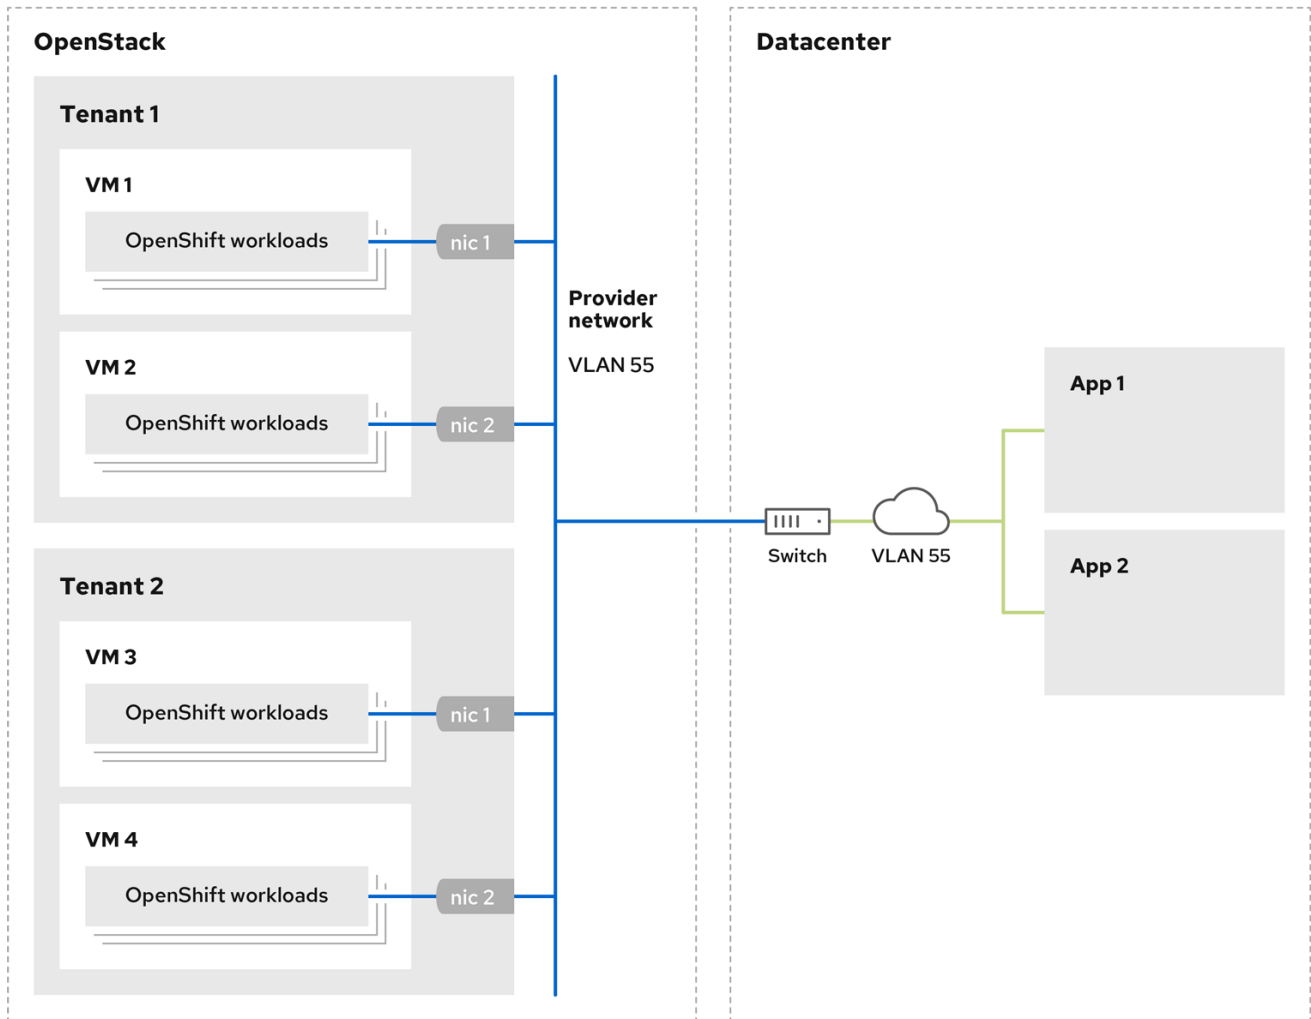 OpenStack
Tenant 1
VM 1
OpenShift workloads
nic 1
VM 2
OpenShift workloads
nic 2
Tenant 2
VM 3
OpenShift workloads
nic 1
VM 4
OpenShift workloads
nic 2
Provider
network
VLAN 55
Datacenter
Switch
VLAN 55
App 1
App 2